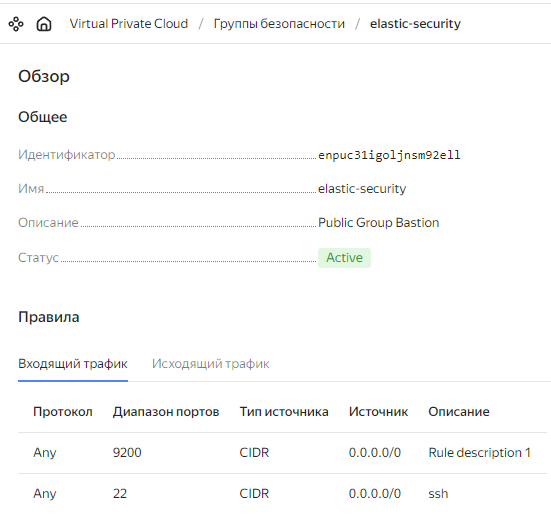 Virtual Private Cloud / Группы безопасности / elastic-security
Обзор
Общее
Идентификатор enpuc31igoljnsm92ell
Имя elastic-security
Описание Public Group Bastion
Статус Active
Правила
Входящий трафик Исходящий трафик
Протокол Диапазон портов Тип источника Источник Описание
Any 9200 CIDR 0.0.0.0/0 Rule description 1
Any 22 CIDR 0.0.0.0/0 ssh